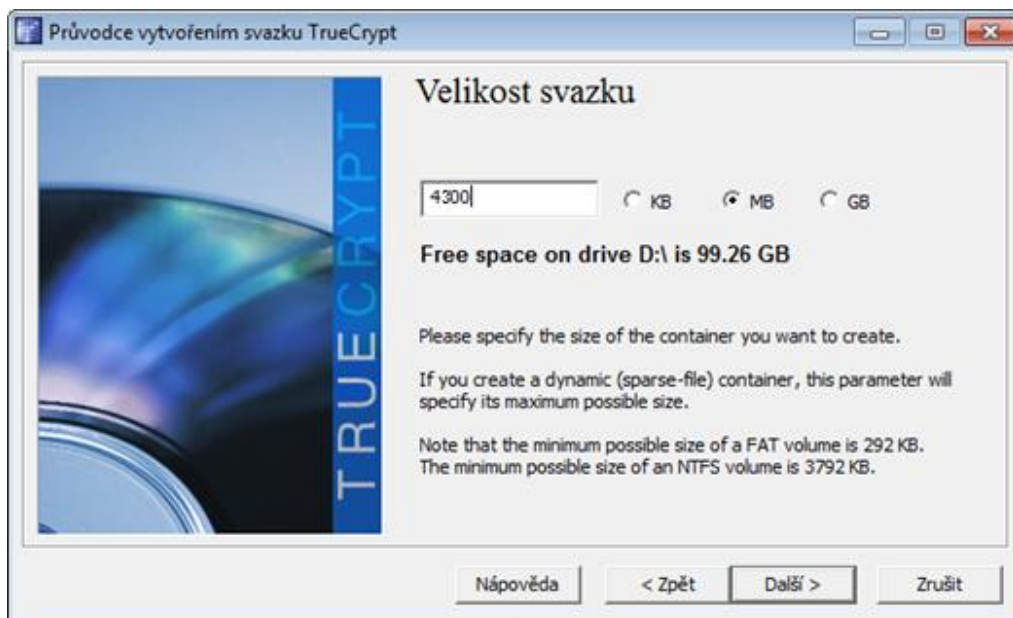 Průvodce vytvořením svazku TrueCrypt
Velikost svazku
4300
KB MB GB
Free space on drive D:\ is 99.26 GB
Please specify the size of the container you want to create.
If you create a dynamic (sparse-file) container, this parameter will
specify its maximum possible size.
Note that the minimum possible size of a FAT volume is 292 KB.
The minimum possible size of an NTFS volume is 3792 KB.
TRUECRYPT
Nápověda < Zpět Další > Zrušit